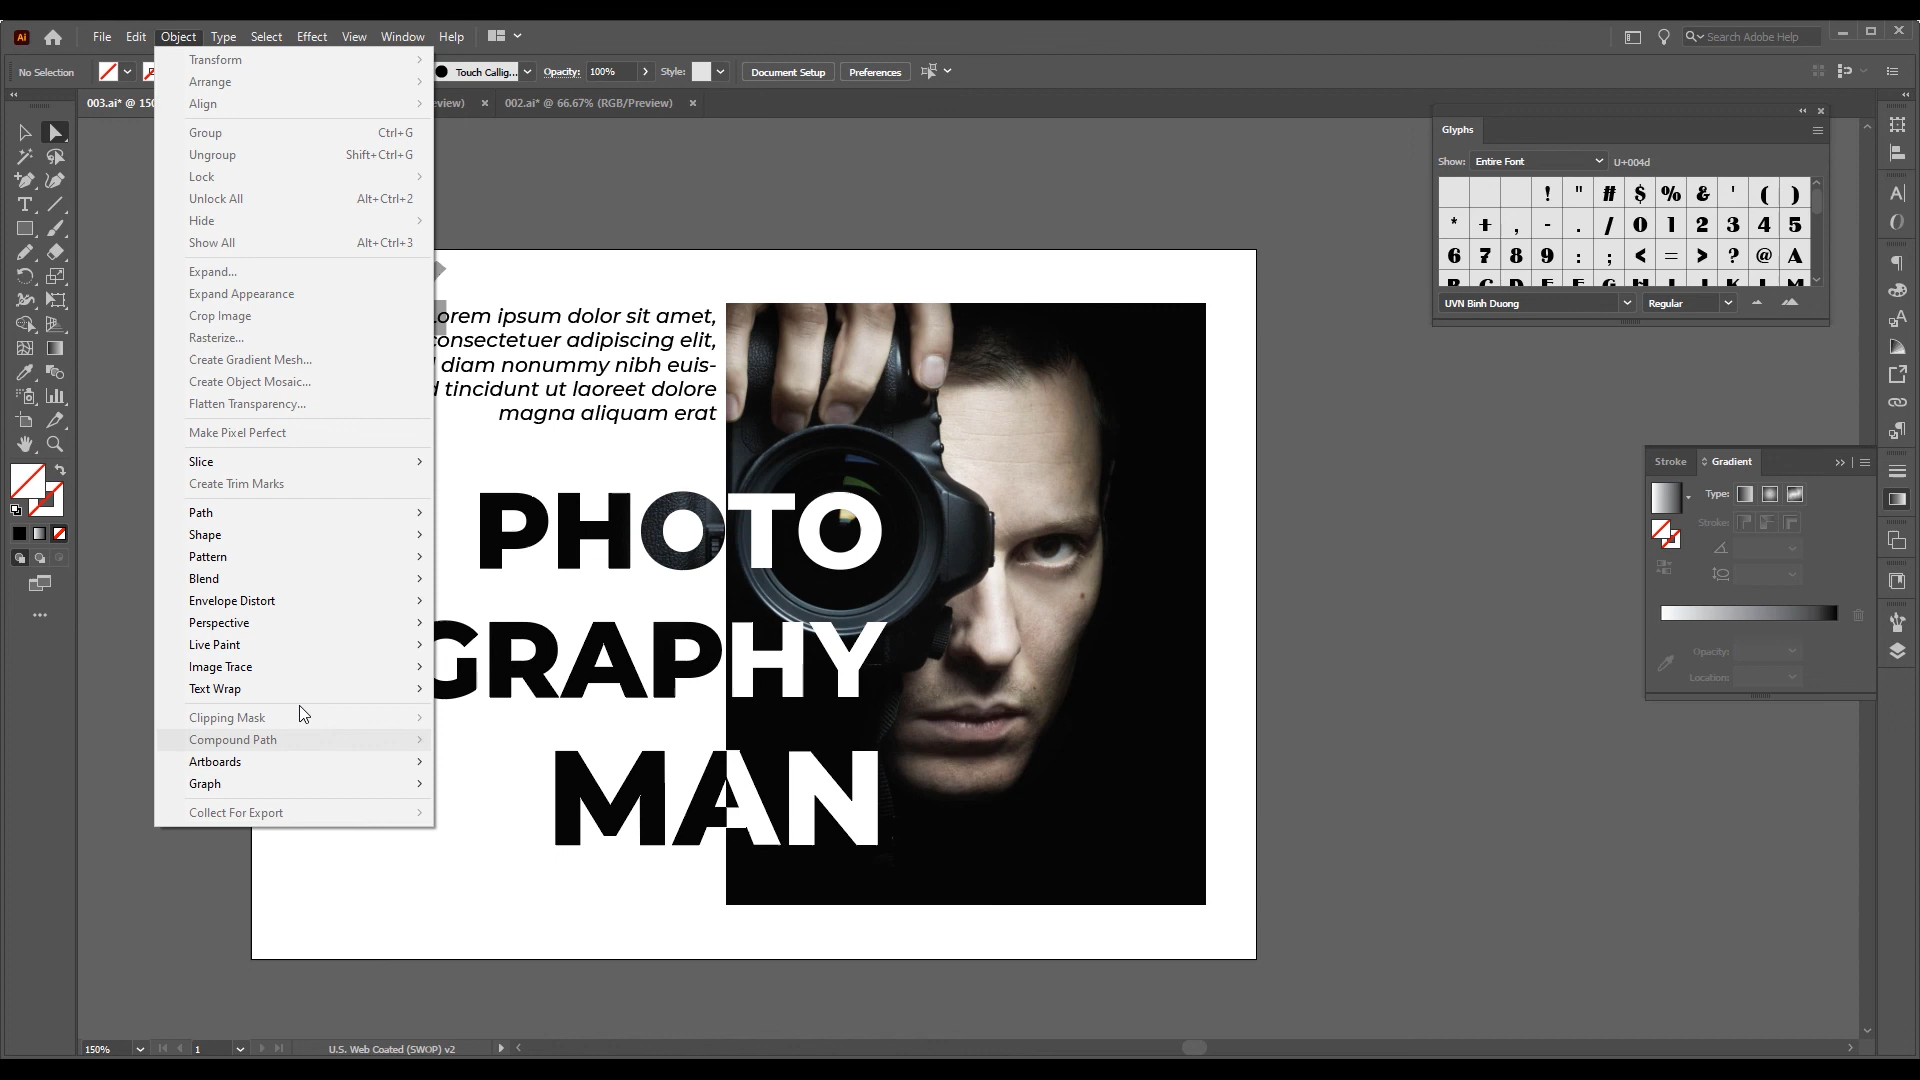 Ai
File Edit Object Type Select Effect View Window Help
Search Adobe Help
No Selection
Touch Callig...
Opacity: 100%
Style:
Document Setup
Preferences
003.ai* @ 150
eview)
002.ai* @ 66.67% (RGB/Preview)
Transform
Arrange
Align
Group Ctrl+G
Ungroup Shift+Ctrl+G
Lock
Unlock All Alt+Ctrl+2
Hide
Show All Alt+Ctrl+3
Expand...
Expand Appearance
Crop Image
Rasterize...
Create Gradient Mesh...
Create Object Mosaic...
Flatten Transparency...
Make Pixel Perfect
Slice
Create Trim Marks
Path
Shape
Pattern
Blend
Envelope Distort
Perspective
Live Paint
Image Trace
Text Wrap
Clipping Mask
Compound Path
Artboards
Graph
Collect For Export
Lorem ipsum dolor sit amet,
consectetuer adipiscing elit,
diam nonummy nibh euis-
d tincidunt ut laoreet dolore
magna aliquam erat
PHOTO
GRAPHY
MAN
Glyphs
Show: Entire Font U+004d
! " # $ % & ' ( )
* + , - . / 0 1 2 3 4 5
6 7 8 9 : ; < = > ? @ A
B C D E F G H I J K L M
UVN Binh Duong Regular
Stroke Gradient
Type:
Stroke:
Opacity:
Location:
150% 1 U.S. Web Coated (SWOP) v2